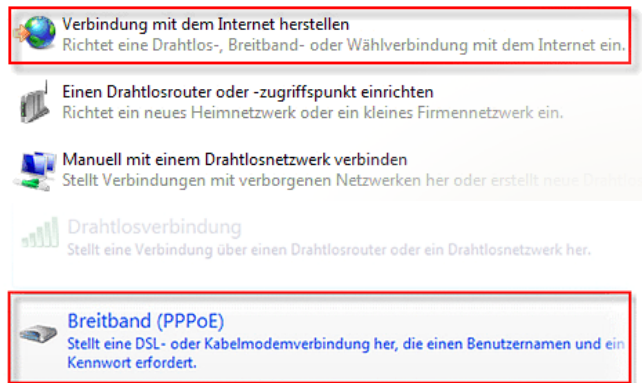 Verbindung mit dem Internet herstellen
Richtet eine Drahtlos-, Breitband- oder Wählverbindung mit dem Internet ein.
Einen Drahtlosrouter oder -zugriffspunkt einrichten
Richtet ein neues Heimnetzwerk oder ein kleines Firmennetzwerk ein.
Manuell mit einem Drahtlosnetzwerk verbinden
Stellt Verbindungen mit verborgenen Netzwerken her oder erstellt neue
Drahtlosverbindung
Stellt eine Verbindung über einen Drahtlosrouter oder ein Drahtlosnetzwerk her.
Breitband (PPPoE)
Stellt eine DSL- oder Kabelmodemverbindung her, die einen Benutzernamen und ein
Kennwort erfordert.